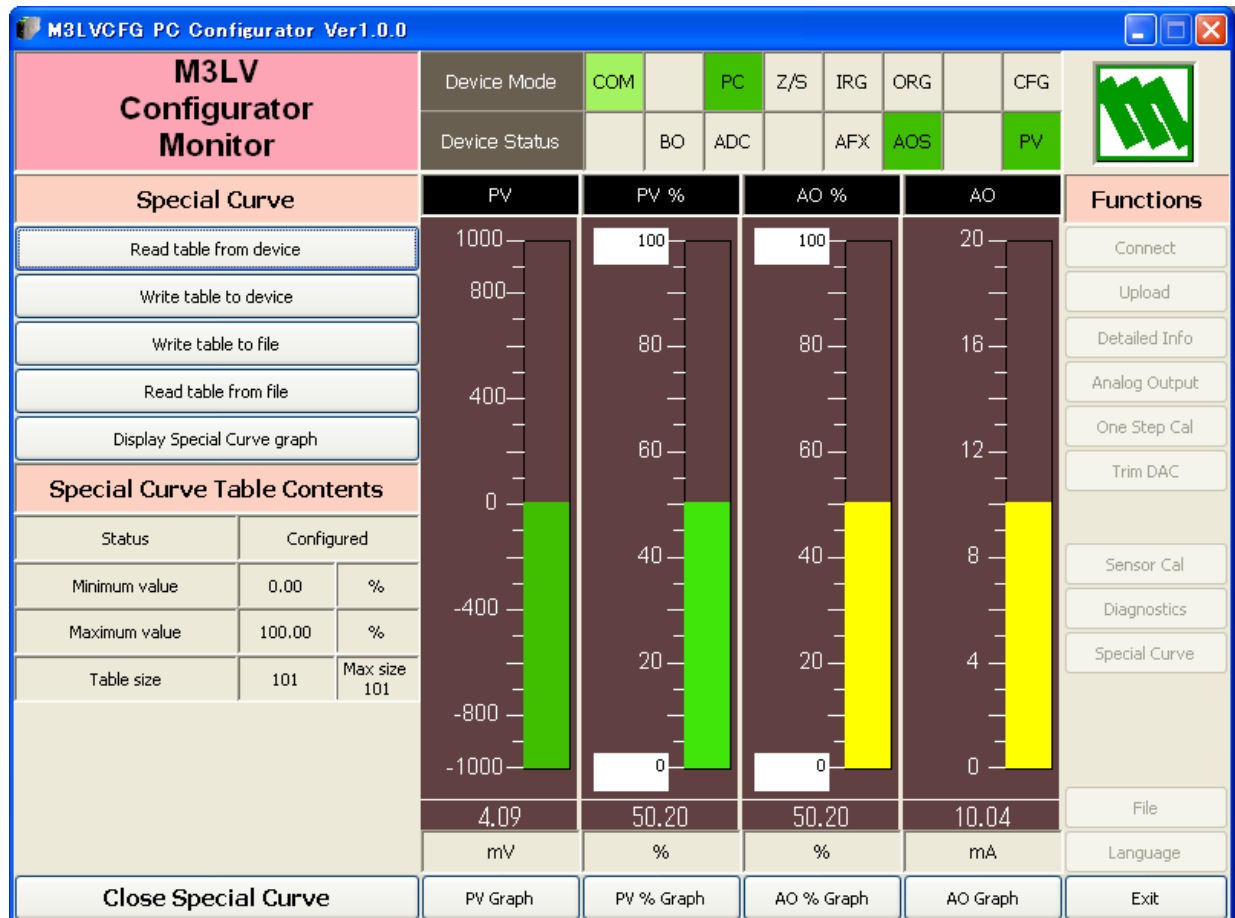 M3LVCFG PC Configurator Ver1.0.0
M3LV
Configurator
Monitor
Device Mode COM PC Z/S IRG ORG CFG
Device Status BO ADC AFX AOS PV
Special Curve
Read table from device
Write table to device
Write table to file
Read table from file
Display Special Curve graph
Special Curve Table Contents
Status Configured
Minimum value 0.00 %
Maximum value 100.00 %
Table size 101 Max size
101
Close Special Curve
PV
1000
800
400
0
-400
-800
-1000
4.09
mV
PV Graph
PV %
100
80
60
40
20
0
50.20
%
PV % Graph
AO %
100
80
60
40
20
0
50.20
%
AO % Graph
AO
20
16
12
8
4
0
10.04
mA
AO Graph
Functions
Connect
Upload
Detailed Info
Analog Output
One Step Cal
Trim DAC
Sensor Cal
Diagnostics
Special Curve
File
Language
Exit